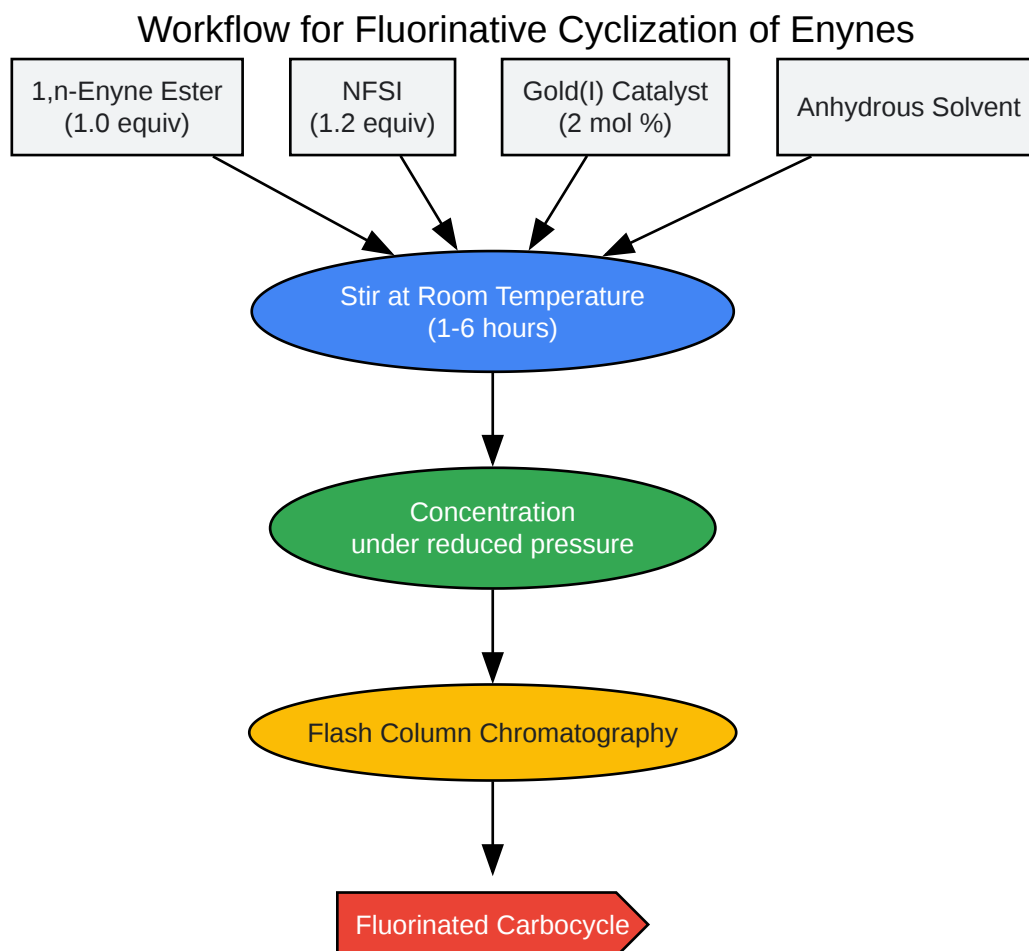 Workflow for Fluorinative Cyclization of Enynes
1,n-Enyne Ester
(1.0 equiv)
NFSI
(1.2 equiv)
Gold(I) Catalyst
(2 mol %)
Anhydrous Solvent
Stir at Room Temperature
(1-6 hours)
Concentration
under reduced pressure
Flash Column Chromatography
Fluorinated Carbocycle